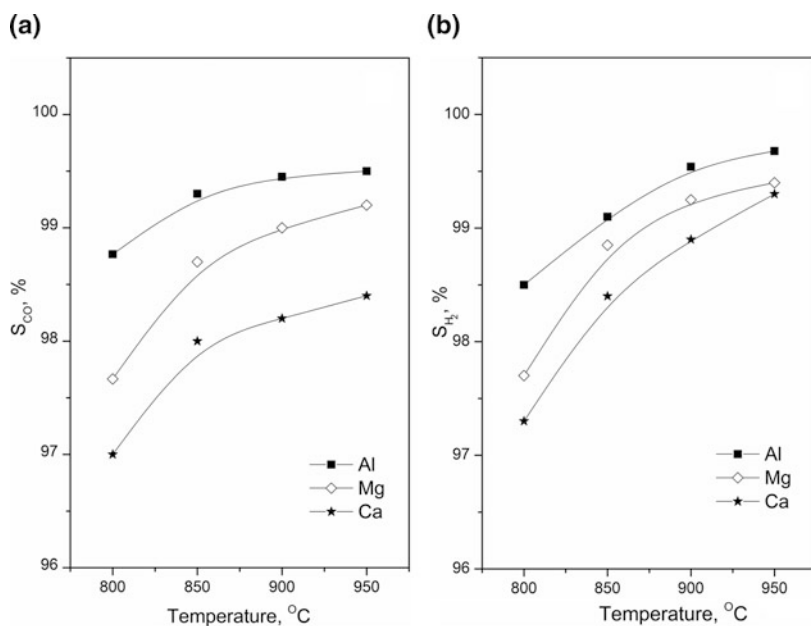 (a)
100
99
98
97
96
S_CO, %
Al
Mg
Ca
800 850 900 950
Temperature, °C
(b)
100
99
98
97
96
S_H₂, %
Al
Mg
Ca
800 850 900 950
Temperature, °C